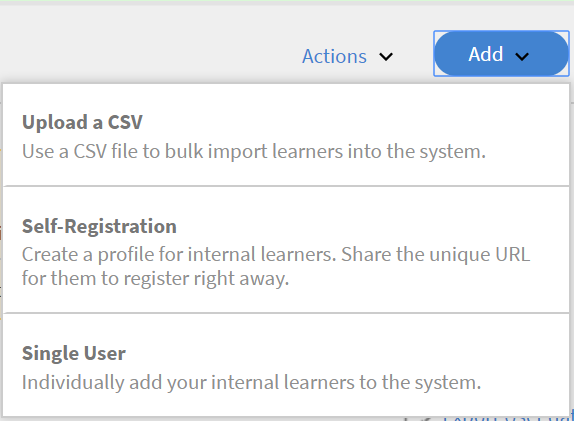 Actions
Add
Upload a CSV
Use a CSV file to bulk import learners into the system.
Self-Registration
Create a profile for internal learners. Share the unique URL
for them to register right away.
Single User
Individually add your internal learners to the system.